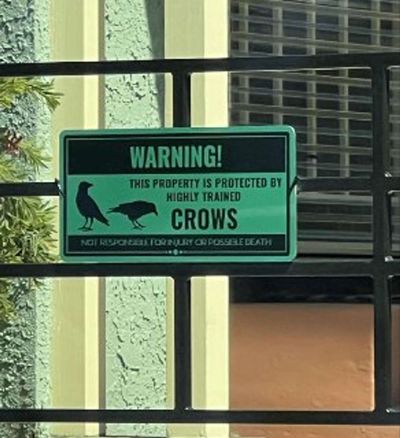 WARNING!
THIS PROPERTY IS PROTECTED BY
HIGHLY TRAINED
CROWS
NOT RESPONSIBLE FOR INJURY OR POSSIBLE DEATH